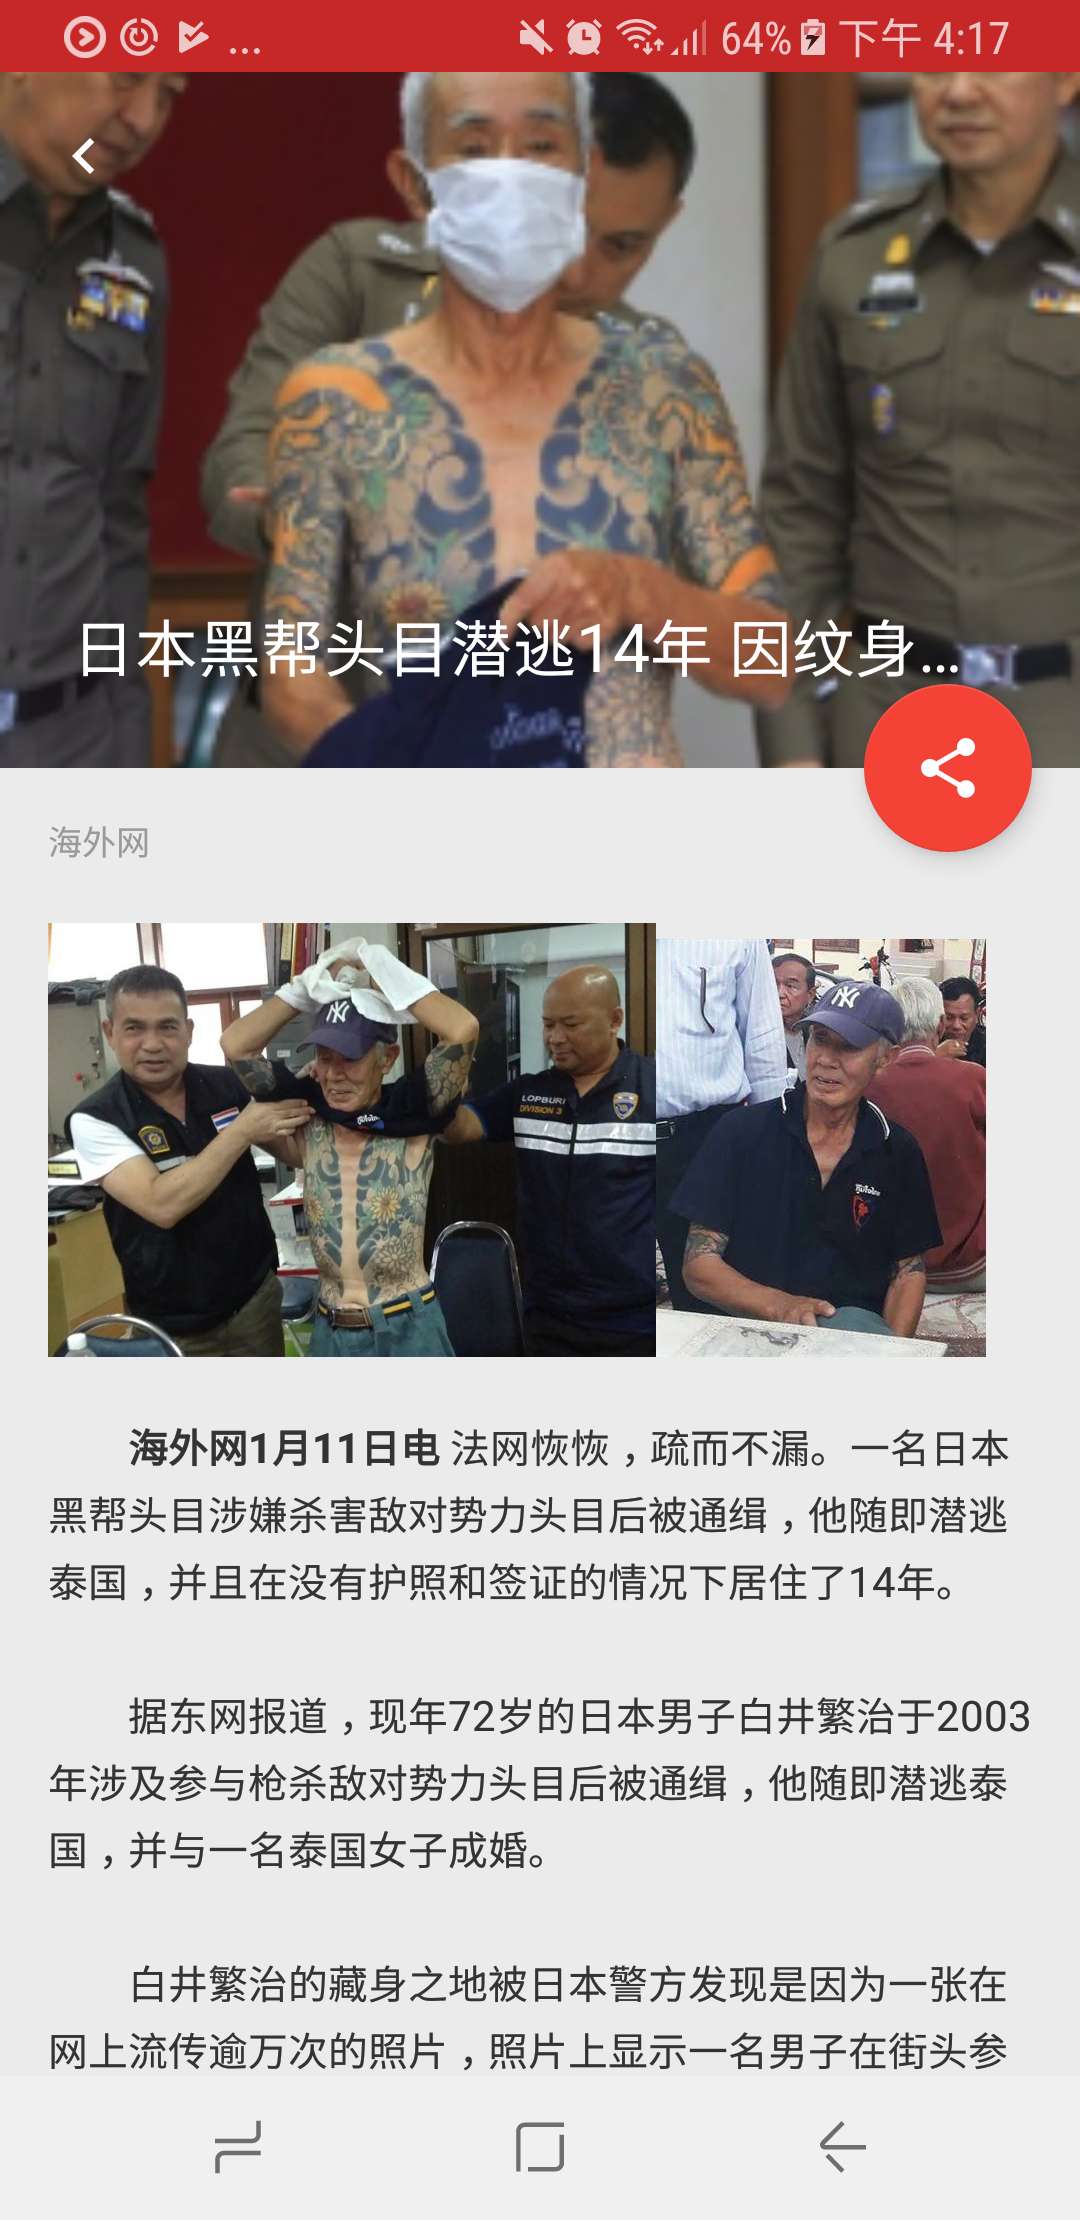 ... 64% 下午 4:17
日本黑帮头目潜逃14年 因纹身...
海外网
NY
LOPBURI
DIVISION 3
NY
海外网1月11日电 法网恢恢，疏而不漏。一名日本
黑帮头目涉嫌杀害敌对势力头目后被通缉，他随即潜逃
泰国，并且在没有护照和签证的情况下居住了14年。
据东网报道，现年72岁的日本男子白井繁治于2003
年涉及参与枪杀敌对势力头目后被通缉，他随即潜逃泰
国，并与一名泰国女子成婚。
白井繁治的藏身之地被日本警方发现是因为一张在
网上流传逾万次的照片，照片上显示一名男子在街头参